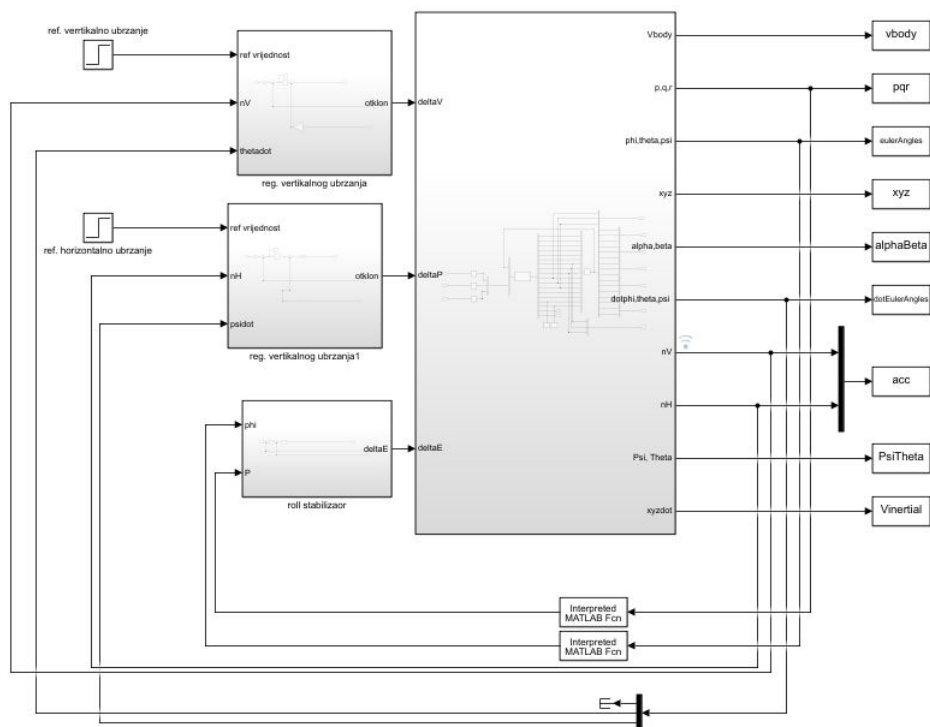 ref. verrtikalno ubrzanje
ref vrijednost
nV
thetadot
otklon
reg. vertikalnog ubrzanja
ref. horizontalno ubrzanje
ref vrijednost
nH
psidot
otklon
reg. vertikalnog ubrzanja1
phi
P
deltaE
roll stabilizaor
deltaV
deltaP
deltaE
Vbody
p,q,r
phi,theta,psi
xyz
alpha,beta
dotphi,theta,psi
nV
nH
Psi, Theta
xyzdot
vbody
pqr
eulerAngles
xyz
alphaBeta
dotEulerAngles
acc
PsiTheta
Vinertial
Interpreted
MATLAB Fcn
Interpreted
MATLAB Fcn